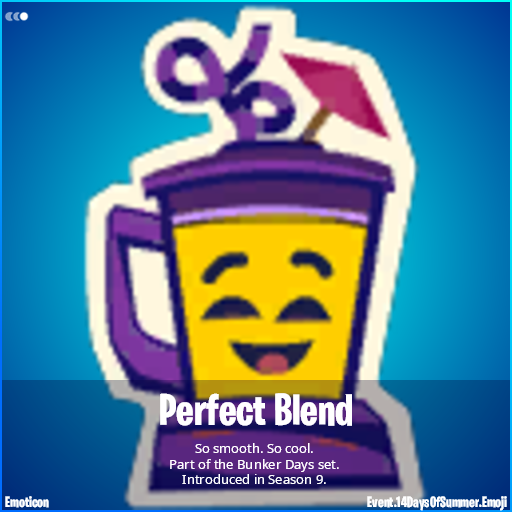 Perfect Blend
So smooth. So cool.
Part of the Bunker Days set.
Introduced in Season 9.
Emoticon
Event.14DaysOfSummer.Emoji